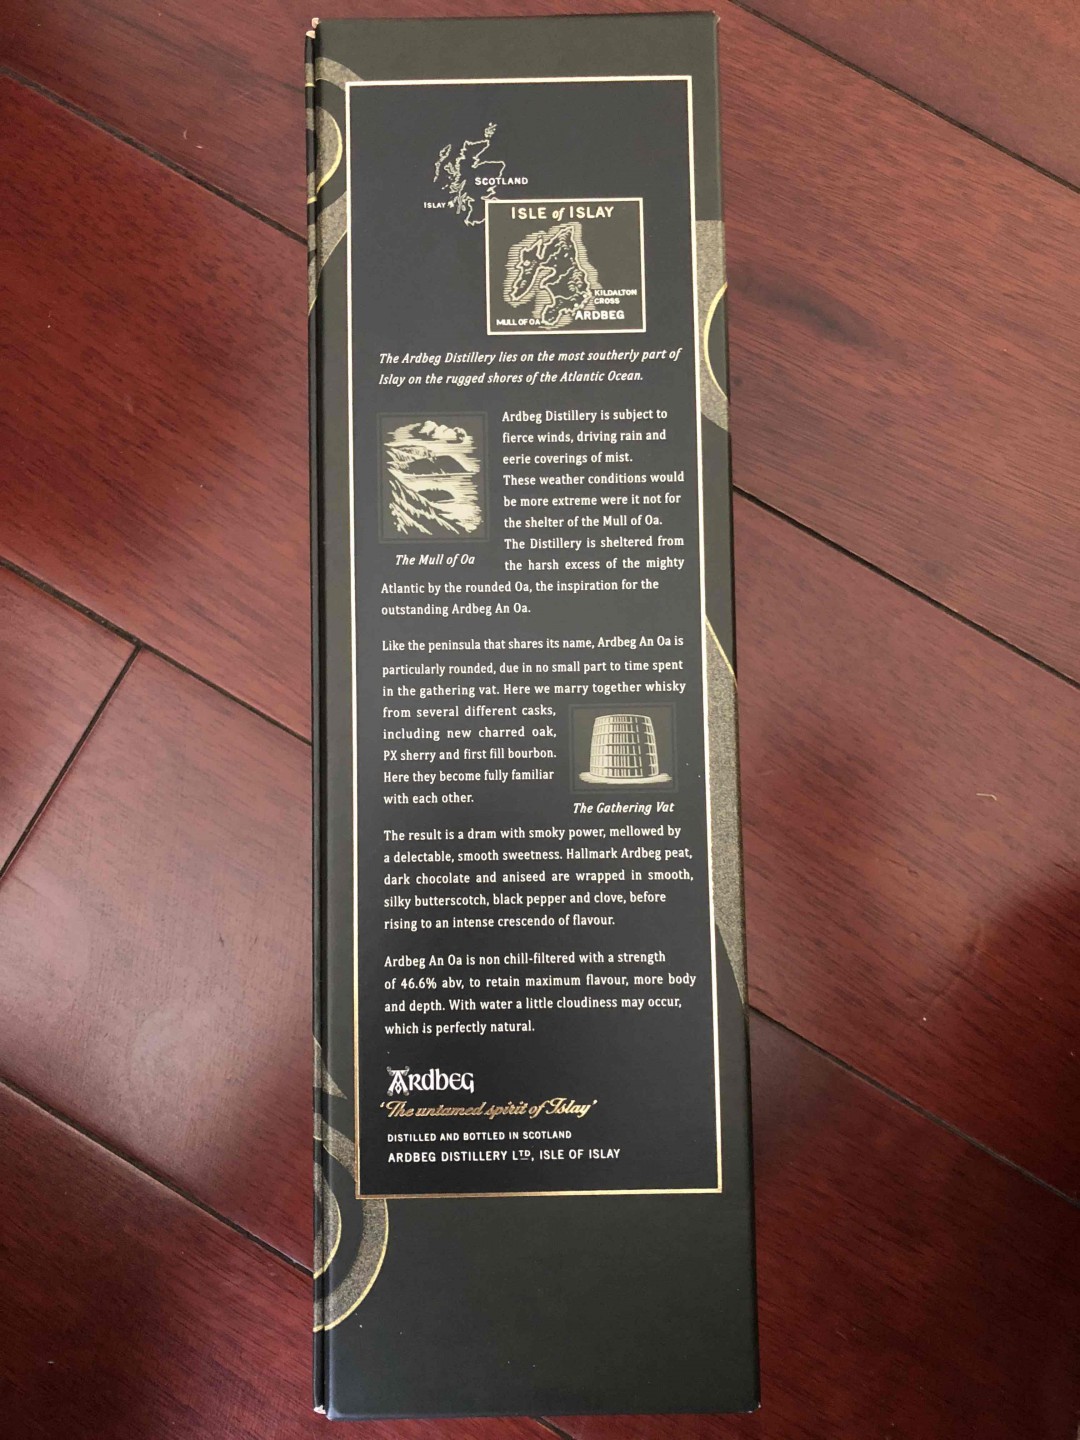 SCOTLAND
ISLAY
ISLE of ISLAY
KILDALTON
CROSS
MULL OF OA
ARDBEG
The Ardbeg Distillery lies on the most southerly part of
Islay on the rugged shores of the Atlantic Ocean.
Ardbeg Distillery is subject to
fierce winds, driving rain and
eerie coverings of mist.
These weather conditions would
be more extreme were it not for
the shelter of the Mull of Oa.
The Distillery is sheltered from
The Mull of Oa
the harsh excess of the mighty
Atlantic by the rounded Oa, the inspiration for the
outstanding Ardbeg An Oa.
Like the peninsula that shares its name, Ardbeg An Oa is
particularly rounded, due in no small part to time spent
in the gathering vat. Here we marry together whisky
from several different casks,
including new charred oak,
PX sherry and first fill bourbon.
Here they become fully familiar
with each other.
The Gathering Vat
The result is a dram with smoky power, mellowed by
a delectable, smooth sweetness. Hallmark Ardbeg peat,
dark chocolate and aniseed are wrapped in smooth,
silky butterscotch, black pepper and clove, before
rising to an intense crescendo of flavour.
Ardbeg An Oa is non chill-filtered with a strength
of 46.6% abv, to retain maximum flavour, more body
and depth. With water a little cloudiness may occur,
which is perfectly natural.
ARDBEG
'The untamed spirit of Islay'
DISTILLED AND BOTTLED IN SCOTLAND
ARDBEG DISTILLERY LTD, ISLE OF ISLAY